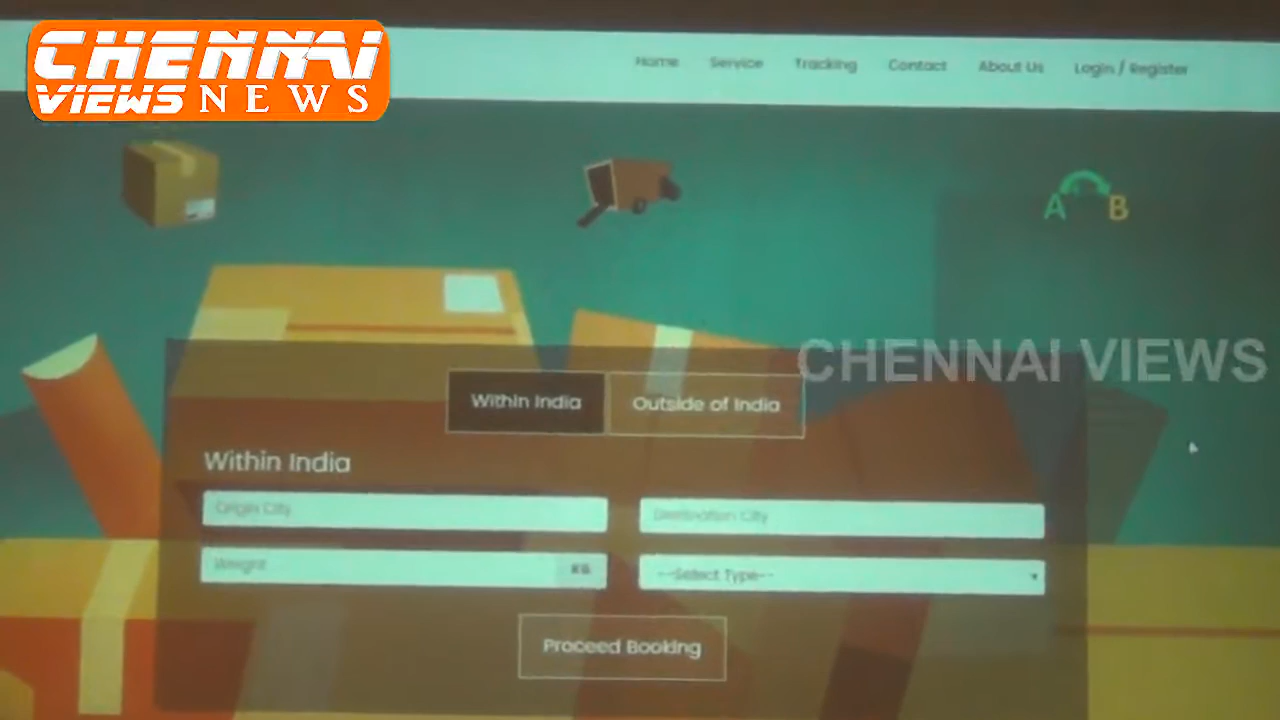 CHENNAI
VIEWS NEWS
Home Service Tracking Contact About Us Login / Register
A B
CHENNAI VIEWS
Within India Outside of India
Within India
Origin City Destination City
Weight KG --Select Type--
Proceed Booking